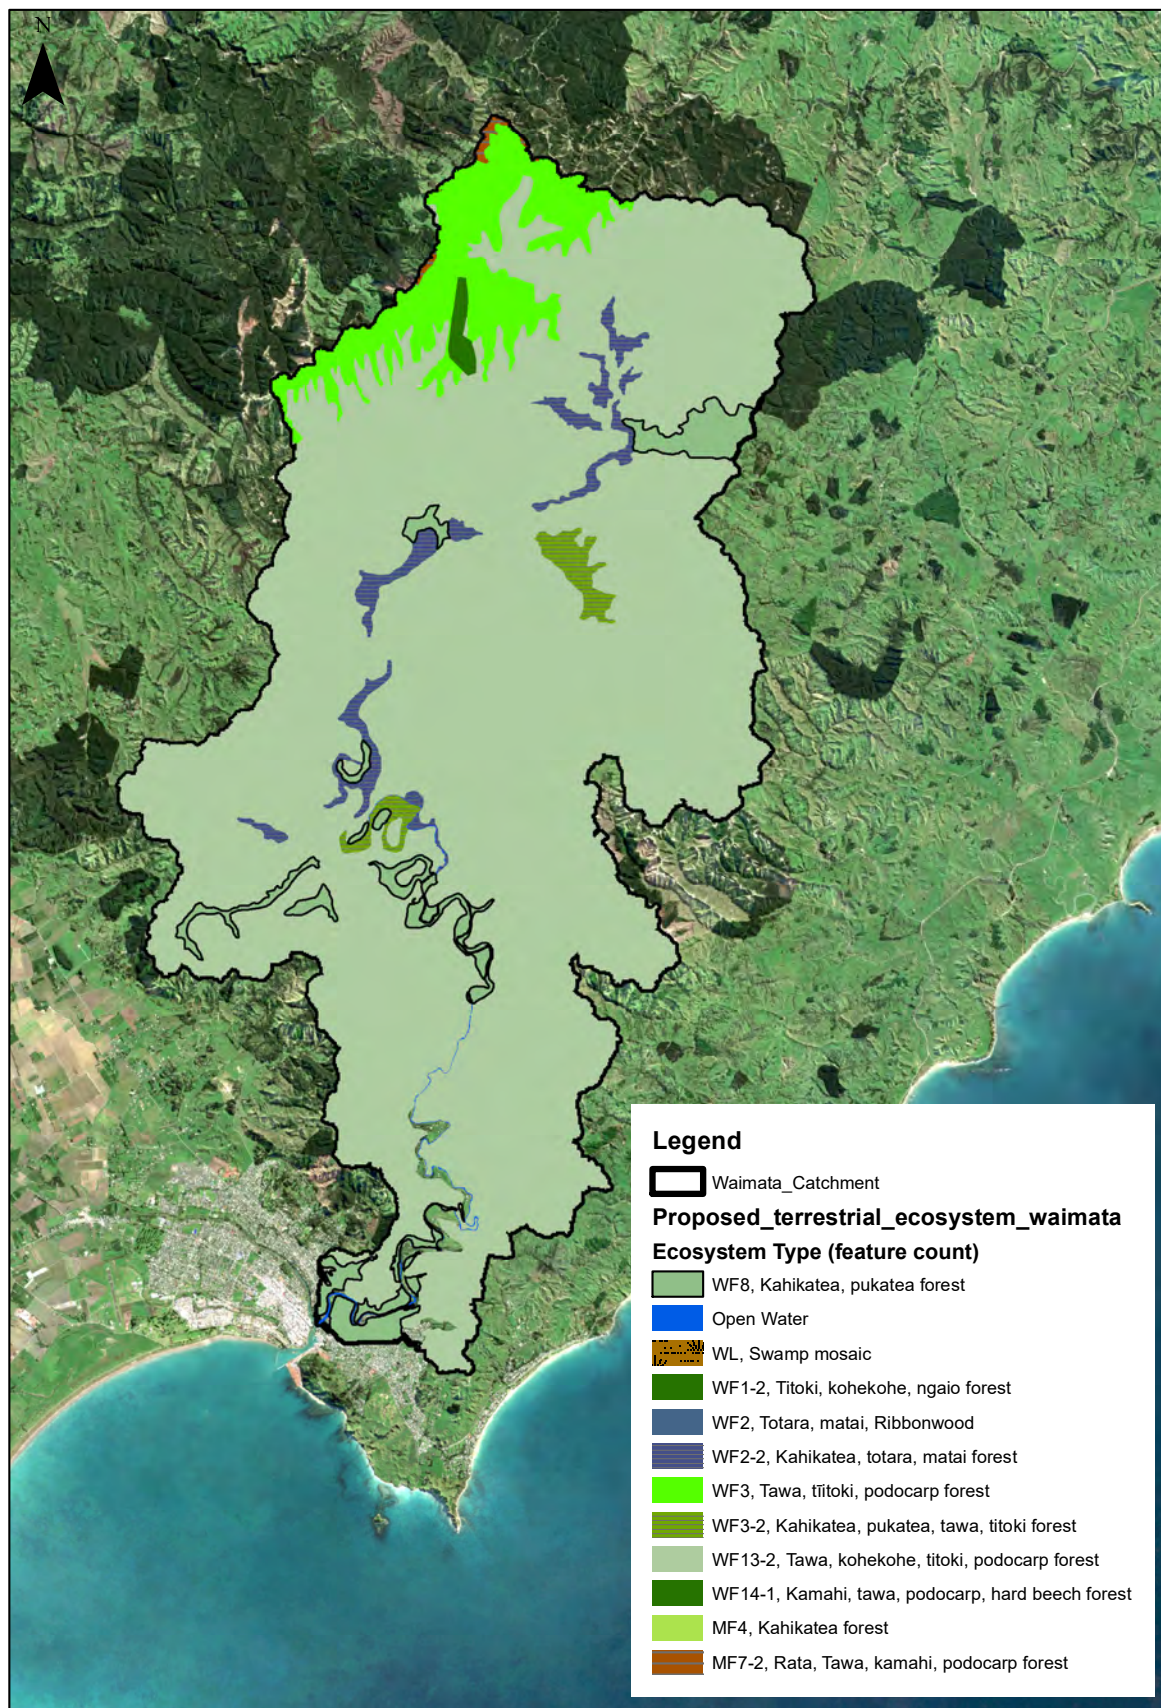 N
Legend
Waimata_Catchment
Proposed_terrestrial_ecosystem_waimata
Ecosystem Type (feature count)
WF8, Kahikatea, pukatea forest
Open Water
WL, Swamp mosaic
WF1-2, Titoki, kohekohe, ngaio forest
WF2, Totara, matai, Ribbonwood
WF2-2, Kahikatea, totara, matai forest
WF3, Tawa, tïitoki, podocarp forest
WF3-2, Kahikatea, pukatea, tawa, titoki forest
WF13-2, Tawa, kohekohe, titoki, podocarp forest
WF14-1, Kamahi, tawa, podocarp, hard beech forest
MF4, Kahikatea forest
MF7-2, Rata, Tawa, kamahi, podocarp forest